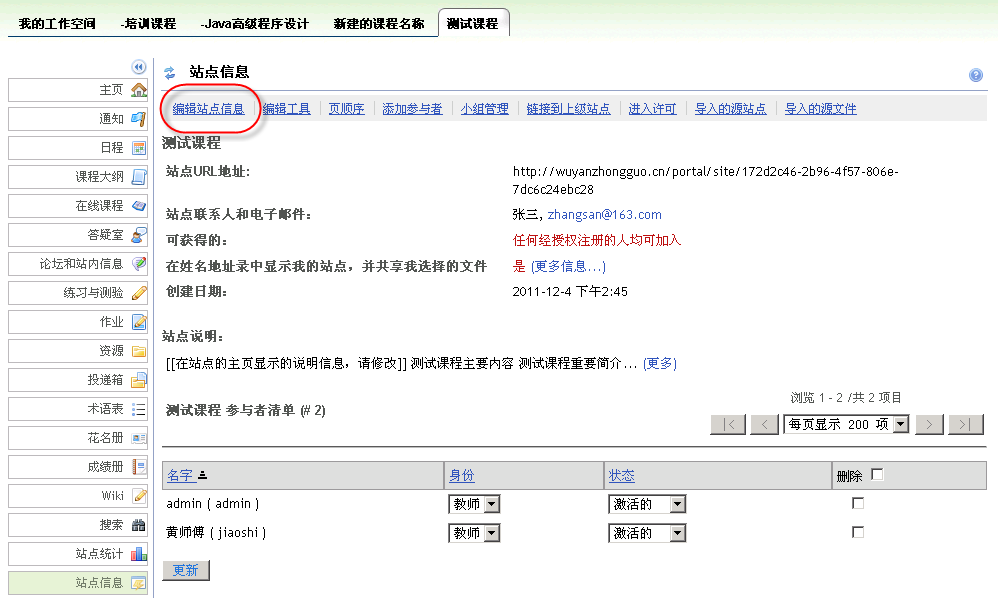 我的工作空间 -培训课程 -Java高级程序设计 新建的课程名称 测试课程
站点信息
编辑站点信息 编辑工具 页顺序 添加参与者 小组管理 链接到上级站点 进入许可 导入的源站点 导入的源文件
主页
通知
日程
课程大纲
在线课程
答疑室
论坛和站内信息
练习与测验
作业
资源
投递箱
术语表
花名册
成绩册
Wiki
搜索
站点统计
站点信息
测试课程
站点URL地址: http://wuyanzhongguo.cn/portal/site/172d2c46-2b96-4f57-806e-
7dc6c24ebc28
站点联系人和电子邮件: 张三, zhangsan@163.com
可获得的: 任何经授权注册的人均可加入
在姓名地址录中显示我的站点，并共享我选择的文件 是 (更多信息...)
创建日期: 2011-12-4 下午2:45
站点说明:
[[在站点的主页显示的说明信息，请修改]] 测试课程主要内容 测试课程重要简介... (更多)
测试课程 参与者清单 (# 2)
浏览 1 - 2 /共 2 项目
|< < 每页显示 200 项 > >|
名字 身份 状态 删除
admin ( admin ) 教师 激活的
黄师傅 ( jiaoshi ) 教师 激活的
更新